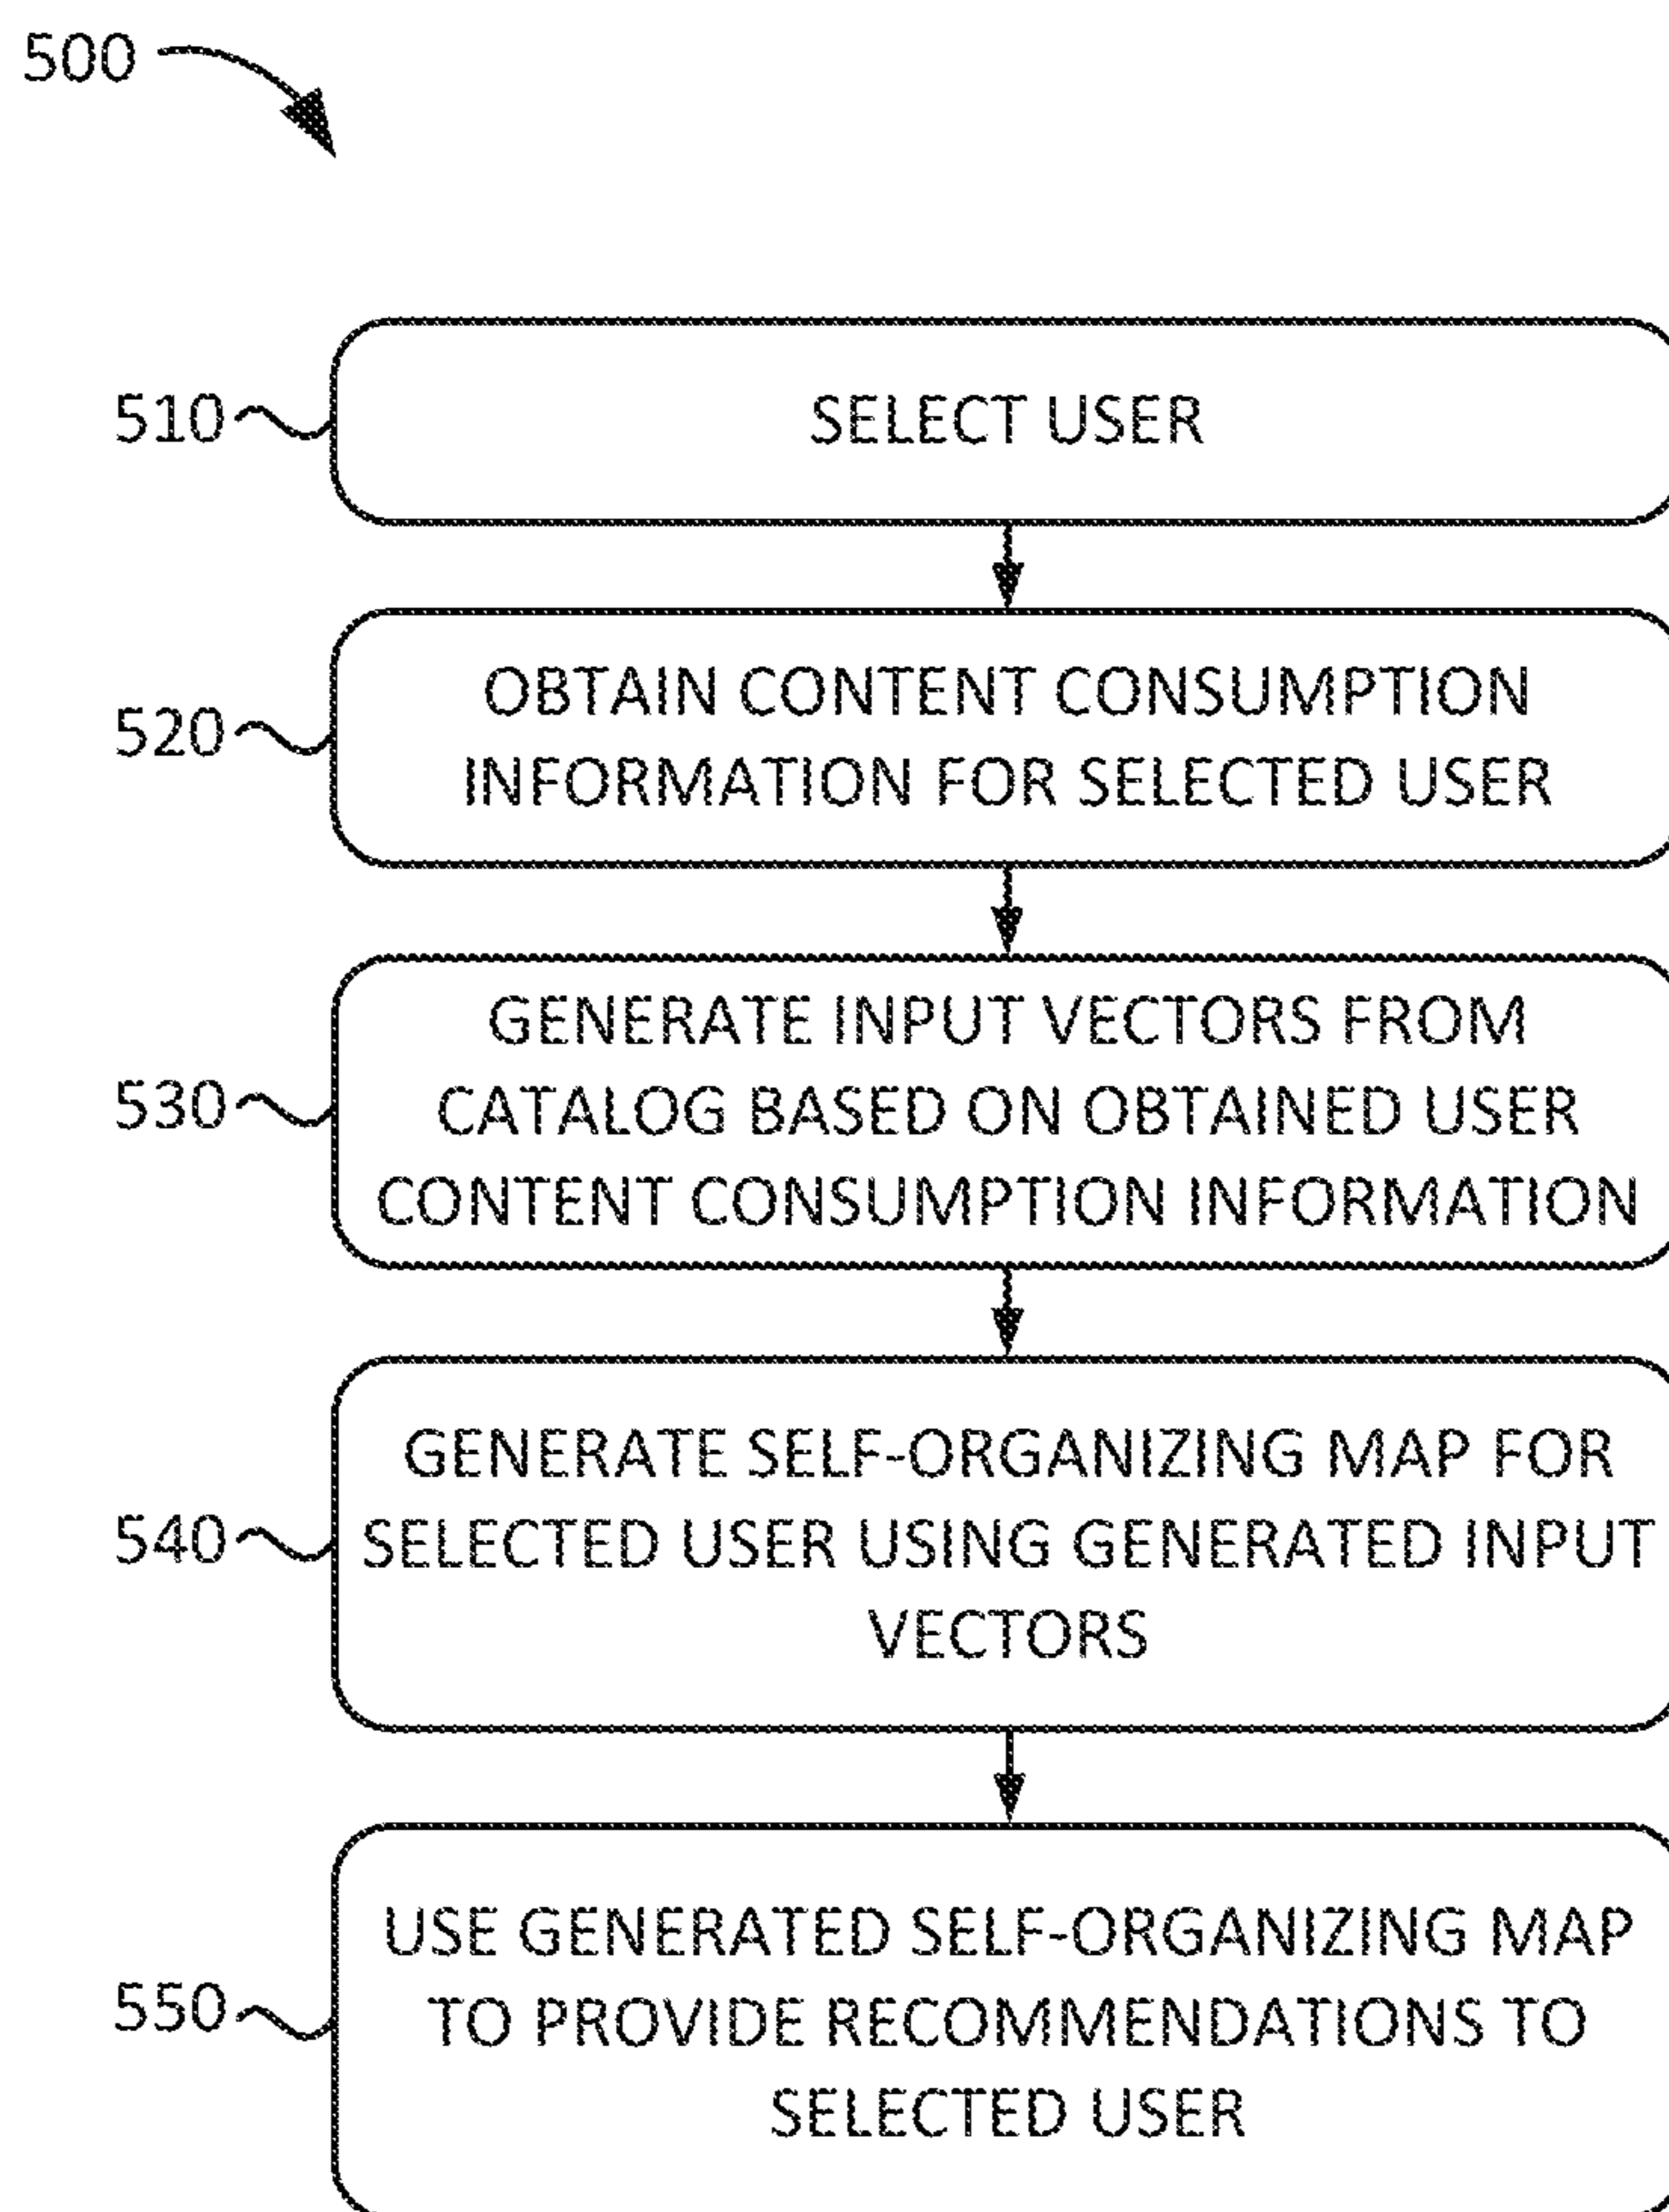 500
510
SELECT USER
520
OBTAIN CONTENT CONSUMPTION
INFORMATION FOR SELECTED USER
530
GENERATE INPUT VECTORS FROM
CATALOG BASED ON OBTAINED USER
CONTENT CONSUMPTION INFORMATION
540
GENERATE SELF-ORGANIZING MAP FOR
SELECTED USER USING GENERATED INPUT
VECTORS
550
USE GENERATED SELF-ORGANIZING MAP
TO PROVIDE RECOMMENDATIONS TO
SELECTED USER